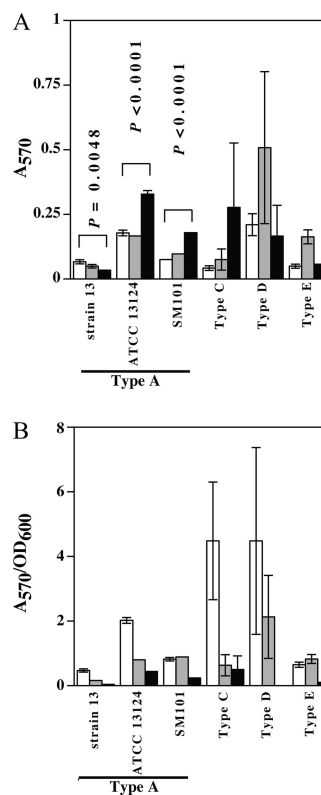 A
1
0.75
0.5
0.25
0
A570
P = 0.0048
P <0.0001
P <0.0001
strain 13
ATCC 13124
SM101
Type C
Type D
Type E
Type A
B
8
6
4
2
0
A570/OD600
strain 13
ATCC 13124
SM101
Type C
Type D
Type E
Type A